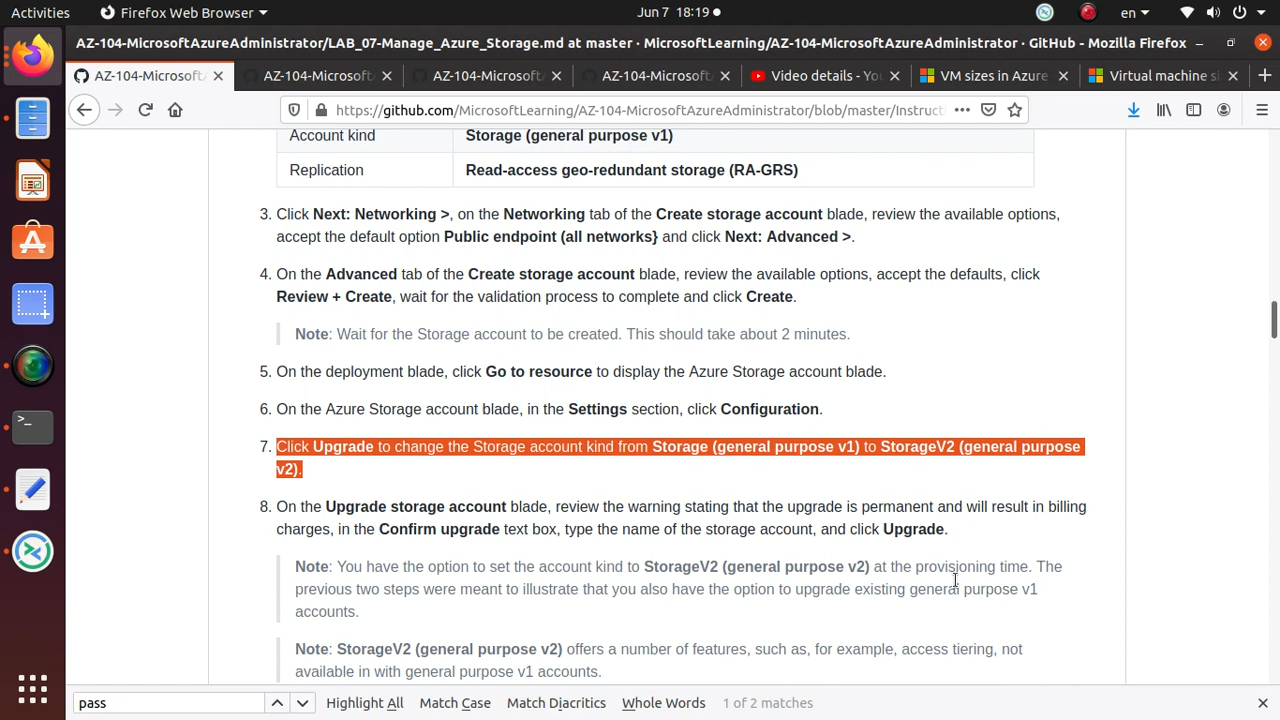 Activities
Firefox Web Browser
Jun 7 18:19
en
AZ-104-MicrosoftAzureAdministrator/LAB_07-Manage_Azure_Storage.md at master · MicrosoftLearning/AZ-104-MicrosoftAzureAdministrator · GitHub - Mozilla Firefox
AZ-104-Microsoft
AZ-104-Microsoft
AZ-104-Microsoft
AZ-104-Microsoft
Video details - You
VM sizes in Azure
Virtual machine si
https://github.com/MicrosoftLearning/AZ-104-MicrosoftAzureAdministrator/blob/master/Instructi
Account kind Storage (general purpose v1)
Replication Read-access geo-redundant storage (RA-GRS)
3. Click Next: Networking >, on the Networking tab of the Create storage account blade, review the available options,
accept the default option Public endpoint (all networks} and click Next: Advanced >.
4. On the Advanced tab of the Create storage account blade, review the available options, accept the defaults, click
Review + Create, wait for the validation process to complete and click Create.
Note: Wait for the Storage account to be created. This should take about 2 minutes.
5. On the deployment blade, click Go to resource to display the Azure Storage account blade.
6. On the Azure Storage account blade, in the Settings section, click Configuration.
7. Click Upgrade to change the Storage account kind from Storage (general purpose v1) to StorageV2 (general purpose
v2).
8. On the Upgrade storage account blade, review the warning stating that the upgrade is permanent and will result in billing
charges, in the Confirm upgrade text box, type the name of the storage account, and click Upgrade.
Note: You have the option to set the account kind to StorageV2 (general purpose v2) at the provisioning time. The
previous two steps were meant to illustrate that you also have the option to upgrade existing general purpose v1
accounts.
Note: StorageV2 (general purpose v2) offers a number of features, such as, for example, access tiering, not
available in with general purpose v1 accounts.
pass
Highlight All
Match Case
Match Diacritics
Whole Words
1 of 2 matches